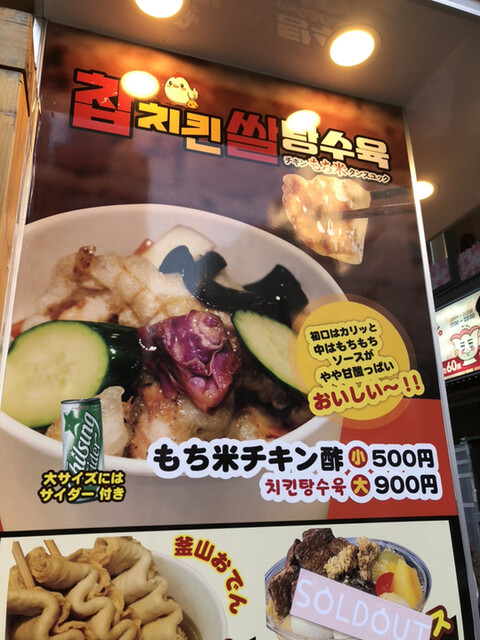 찹치킨쌀탕수육
チキンもち米タンスユック
初口はカリッと
中はもちもち
ソースが
やや甘酸っぱい
おいしい〜!!
もち米チキン酢 小 500円
치킨탕수육 大 900円
Chilsung
大サイズには
サイダー付き
釜山おでん
SOLDOUT
ス